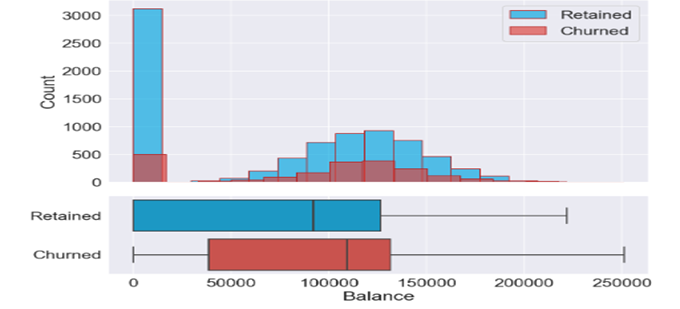 3000
2500
2000
1500
1000
500
0
Count
Retained
Churned
Retained
Churned
0
50000
100000
150000
200000
250000
Balance